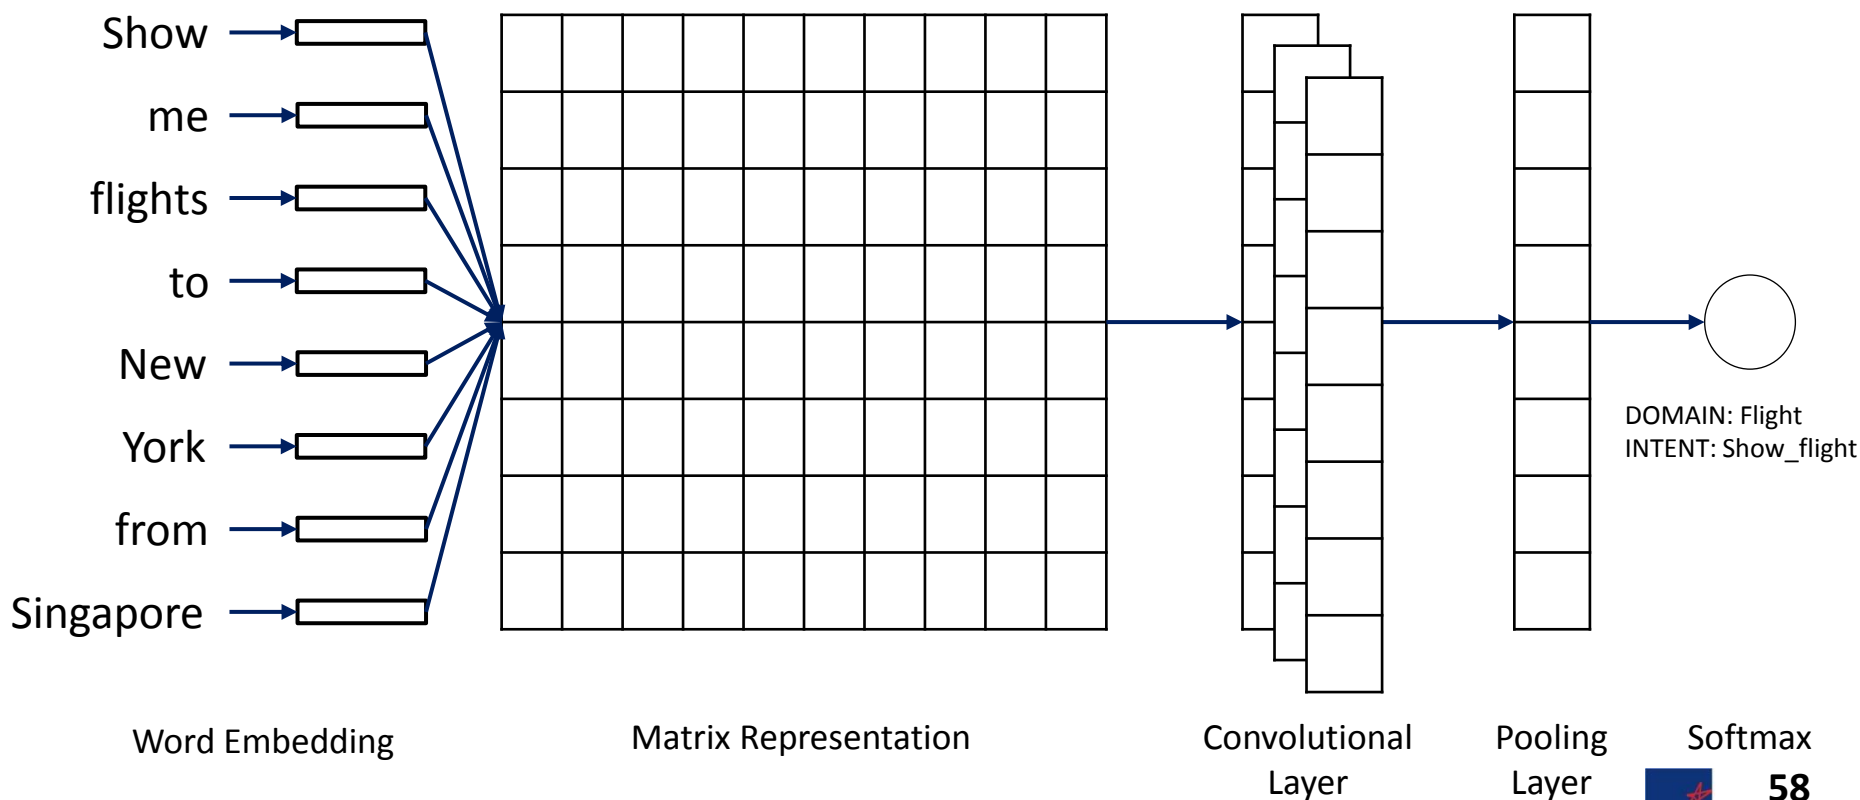 Show
me
flights
to
New
York
from
Singapore
DOMAIN: Flight
INTENT: Show_flight
Word Embedding
Matrix Representation
Convolutional
Layer
Pooling
Layer
Softmax
58